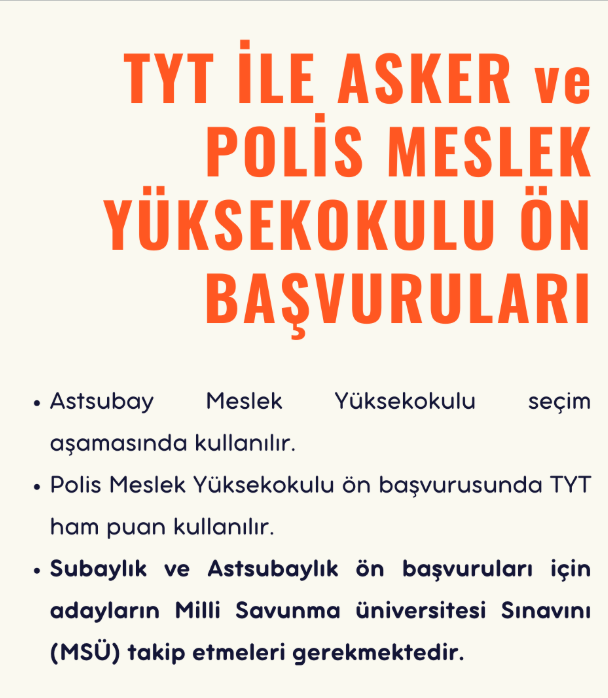 TYT İLE ASKER ve
POLİS MESLEK
YÜKSEKOKULU ÖN
BAŞVURULARI
• Astsubay Meslek Yüksekokulu seçim
aşamasında kullanılır.
• Polis Meslek Yüksekokulu ön başvurusunda TYT
ham puan kullanılır.
• Subaylık ve Astsubaylık ön başvuruları için
adayların Milli Savunma üniversitesi Sınavını
(MSÜ) takip etmeleri gerekmektedir.